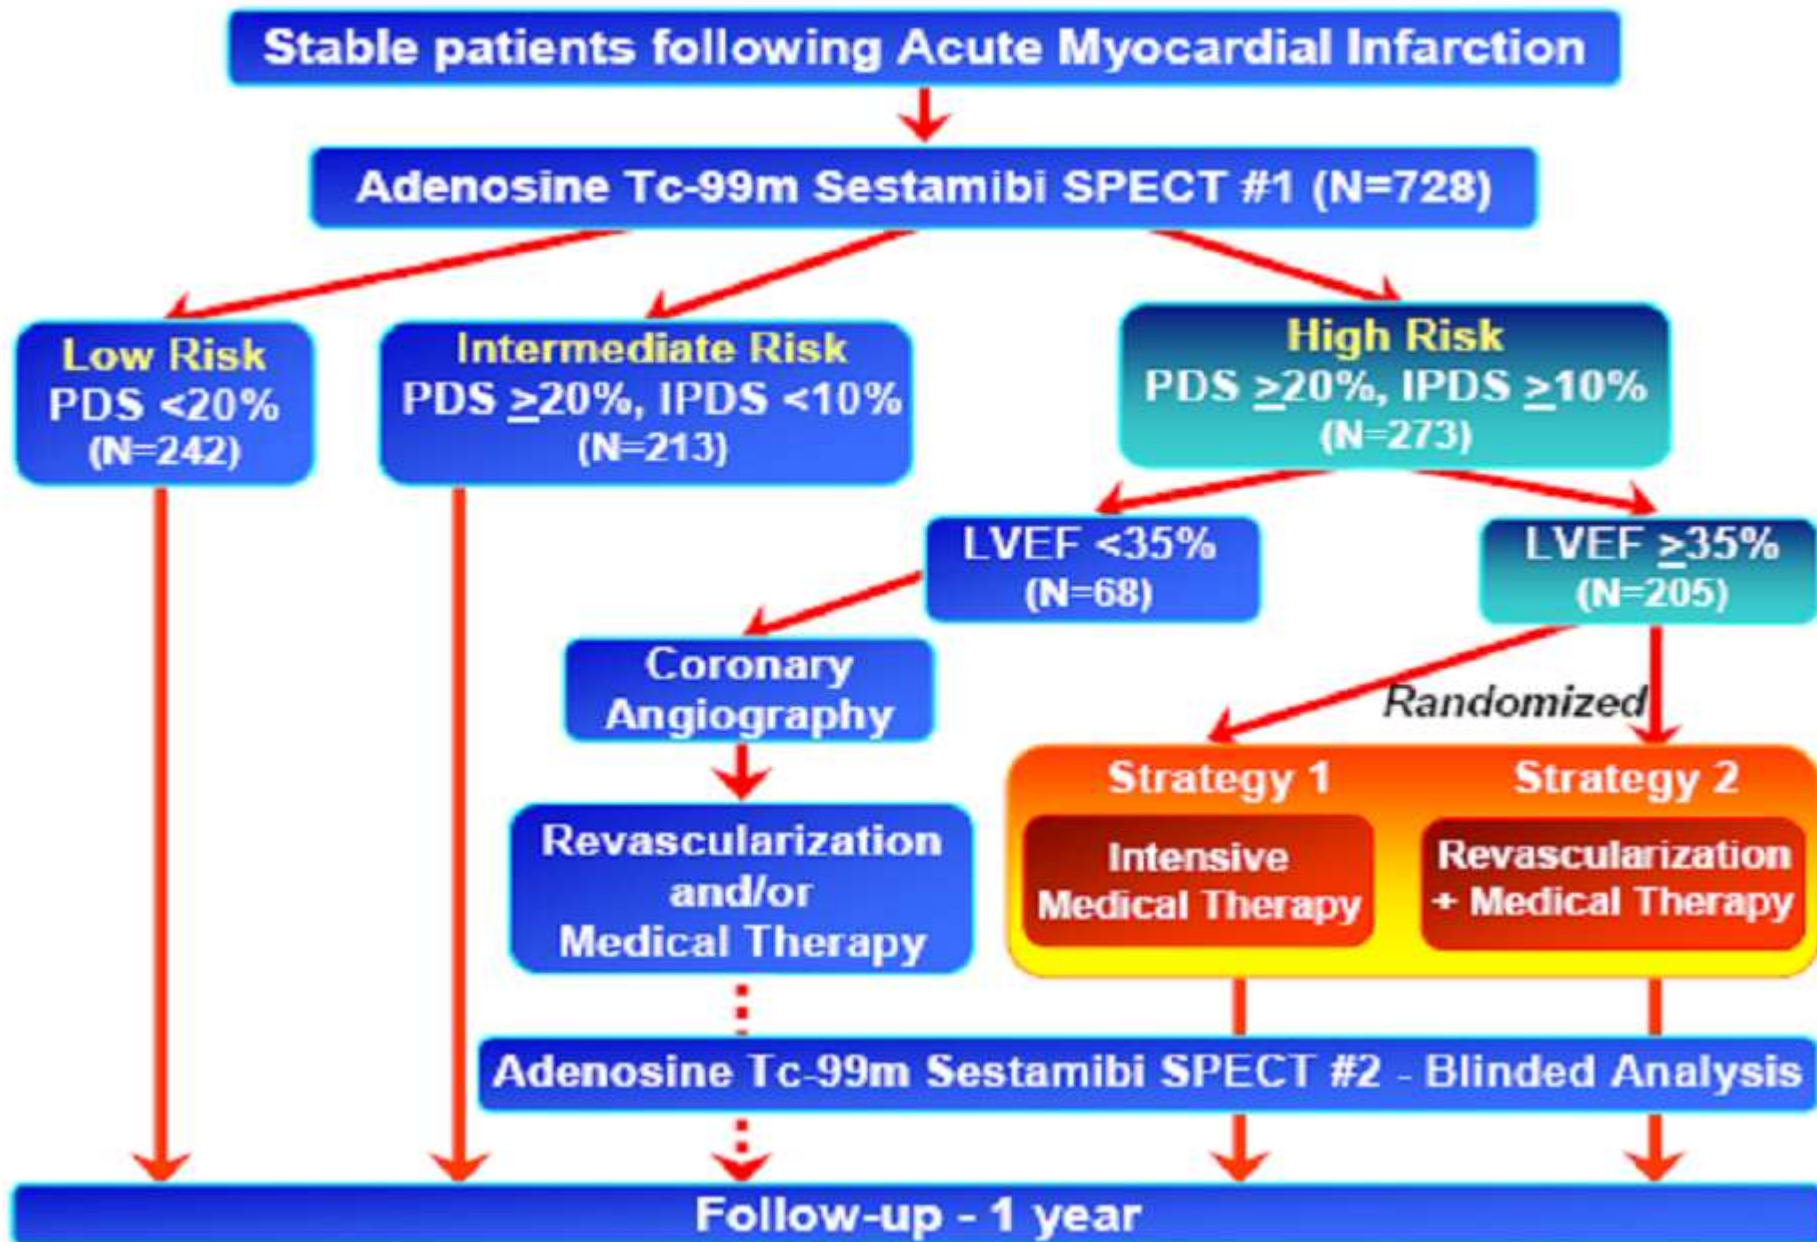 Stable patients following Acute Myocardial Infarction
Adenosine Tc-99m Sestamibi SPECT #1 (N=728)
Low Risk
PDS <20%
(N=242)
Intermediate Risk
PDS ≥20%, IPDS <10%
(N=213)
High Risk
PDS ≥20%, IPDS ≥10%
(N=273)
LVEF <35%
(N=68)
LVEF ≥35%
(N=205)
Coronary
Angiography
Randomized
Revascularization
and/or
Medical Therapy
Strategy 1
Intensive
Medical Therapy
Strategy 2
Revascularization
+ Medical Therapy
Adenosine Tc-99m Sestamibi SPECT #2 - Blinded Analysis
Follow-up - 1 year